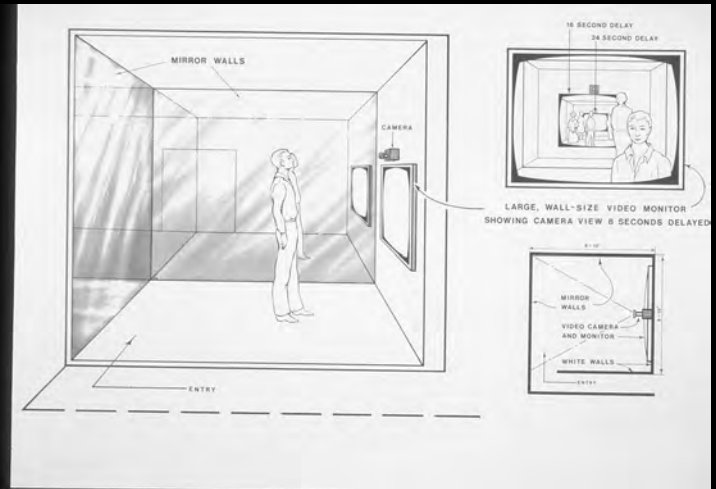 MIRROR WALLS
CAMERA
ENTRY
16 SECOND DELAY
24 SECOND DELAY
LARGE, WALL-SIZE VIDEO MONITOR
SHOWING CAMERA VIEW 8 SECONDS DELAYED
MIRROR
WALLS
VIDEO CAMERA
AND MONITOR
WHITE WALLS
ENTRY